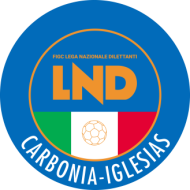 FIGC LEGA NAZIONALE DILETTANTI
LND
CARBONIA-IGLESIAS